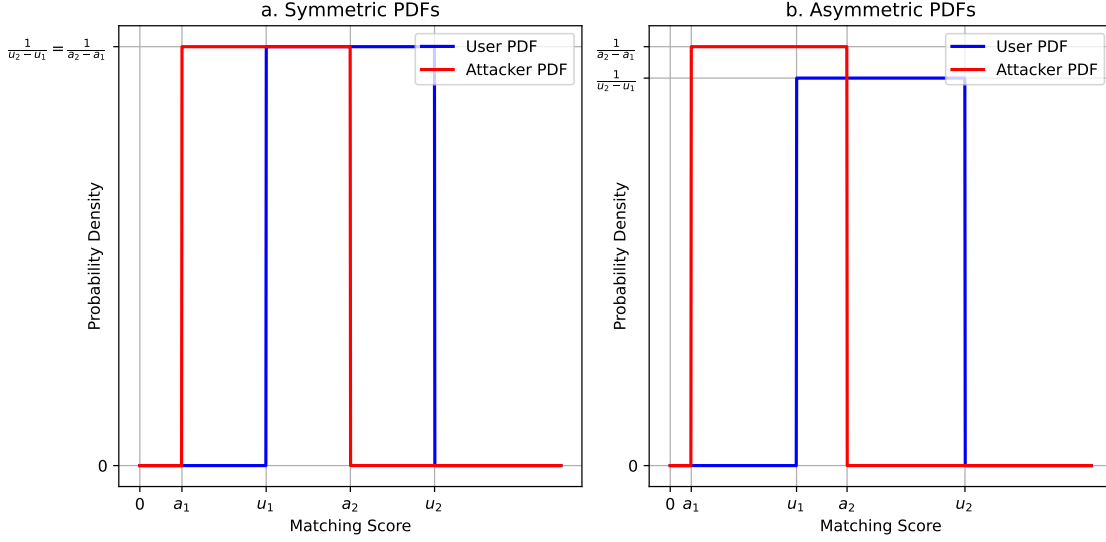 a. Symmetric PDFs
1/(u₂ − u₁) = 1/(a₂ − a₁)
User PDF
Attacker PDF
Probability Density
0
0 a₁ u₁ a₂ u₂
Matching Score
b. Asymmetric PDFs
1/(a₂ − a₁)
1/(u₂ − u₁)
User PDF
Attacker PDF
Probability Density
0
0 a₁ u₁ a₂ u₂
Matching Score